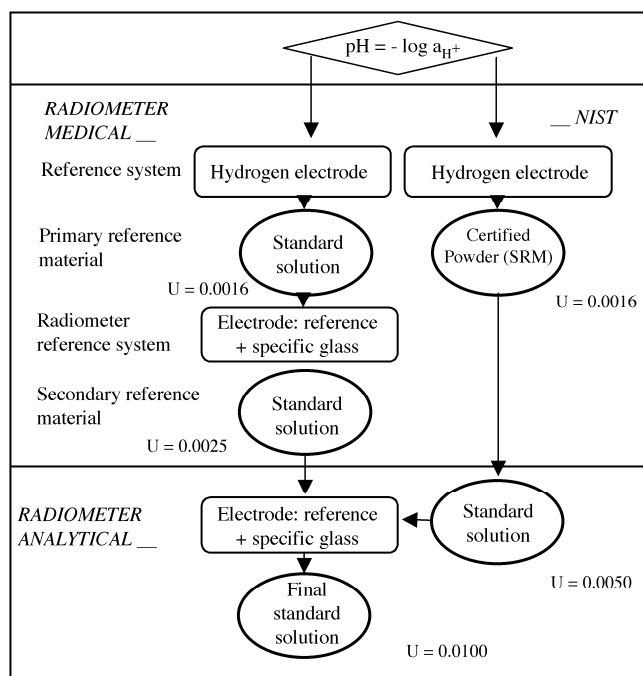 pH = - log aH+
RADIOMETER
MEDICAL __
__ NIST
Reference system
Hydrogen electrode
Hydrogen electrode
Primary reference
material
Standard
solution
Certified
Powder (SRM)
U = 0.0016
U = 0.0016
Radiometer
reference system
Electrode: reference
+ specific glass
Secondary reference
material
Standard
solution
U = 0.0025
RADIOMETER
ANALYTICAL __
Electrode: reference
+ specific glass
Standard
solution
U = 0.0050
Final
standard
solution
U = 0.0100